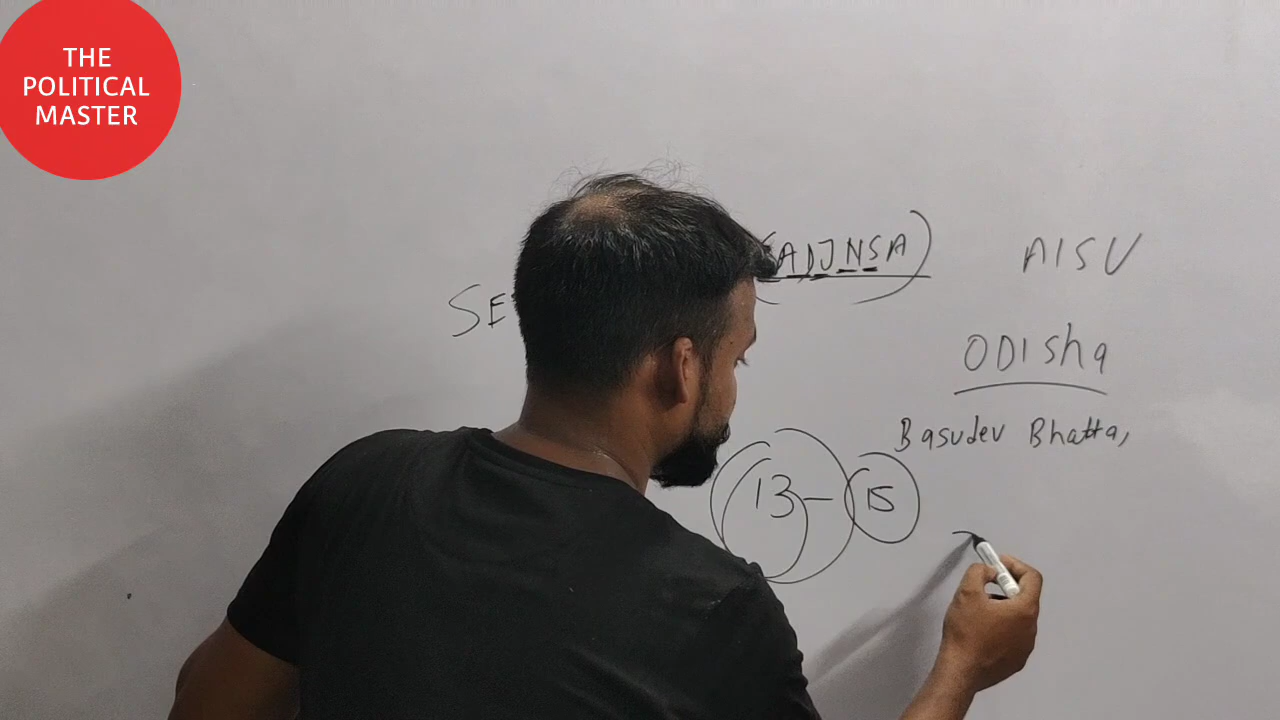 THE
POLITICAL
MASTER
(ADJNSA)
AISU
SE
ODISha
Basudev Bhatta,
13 - 15